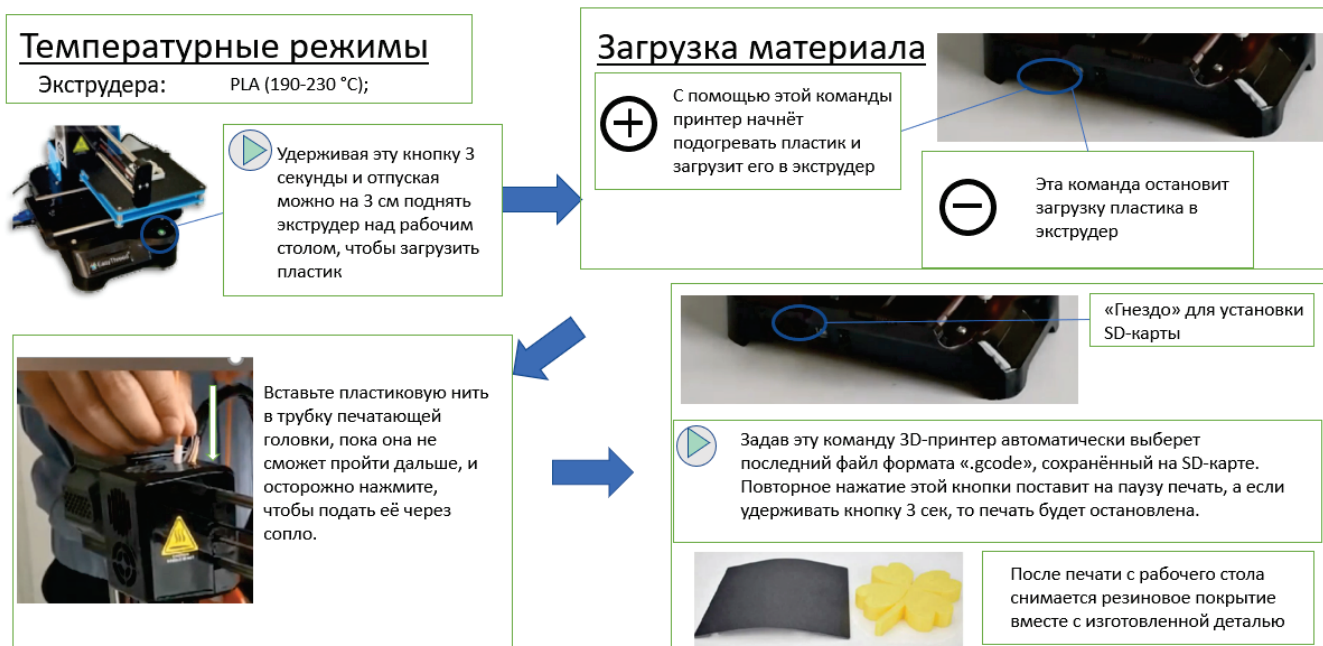 Температурные режимы
Экструдера: PLA (190-230 °C);
Удерживая эту кнопку 3
секунды и отпуская
можно на 3 см поднять
экструдер над рабочим
столом, чтобы загрузить
пластик
Загрузка материала
С помощью этой команды
принтер начнёт
подогревать пластик и
загрузит его в экструдер
Эта команда остановит
загрузку пластика в
экструдер
Вставьте пластиковую нить
в трубку печатающей
головки, пока она не
сможет пройти дальше, и
осторожно нажмите,
чтобы подать её через
сопло.
«Гнездо» для установки
SD-карты
Задав эту команду 3D-принтер автоматически выберет
последний файл формата «.gcode», сохранённый на SD-карте.
Повторное нажатие этой кнопки поставит на паузу печать, а если
удерживать кнопку 3 сек, то печать будет остановлена.
После печати с рабочего стола
снимается резиновое покрытие
вместе с изготовленной деталью